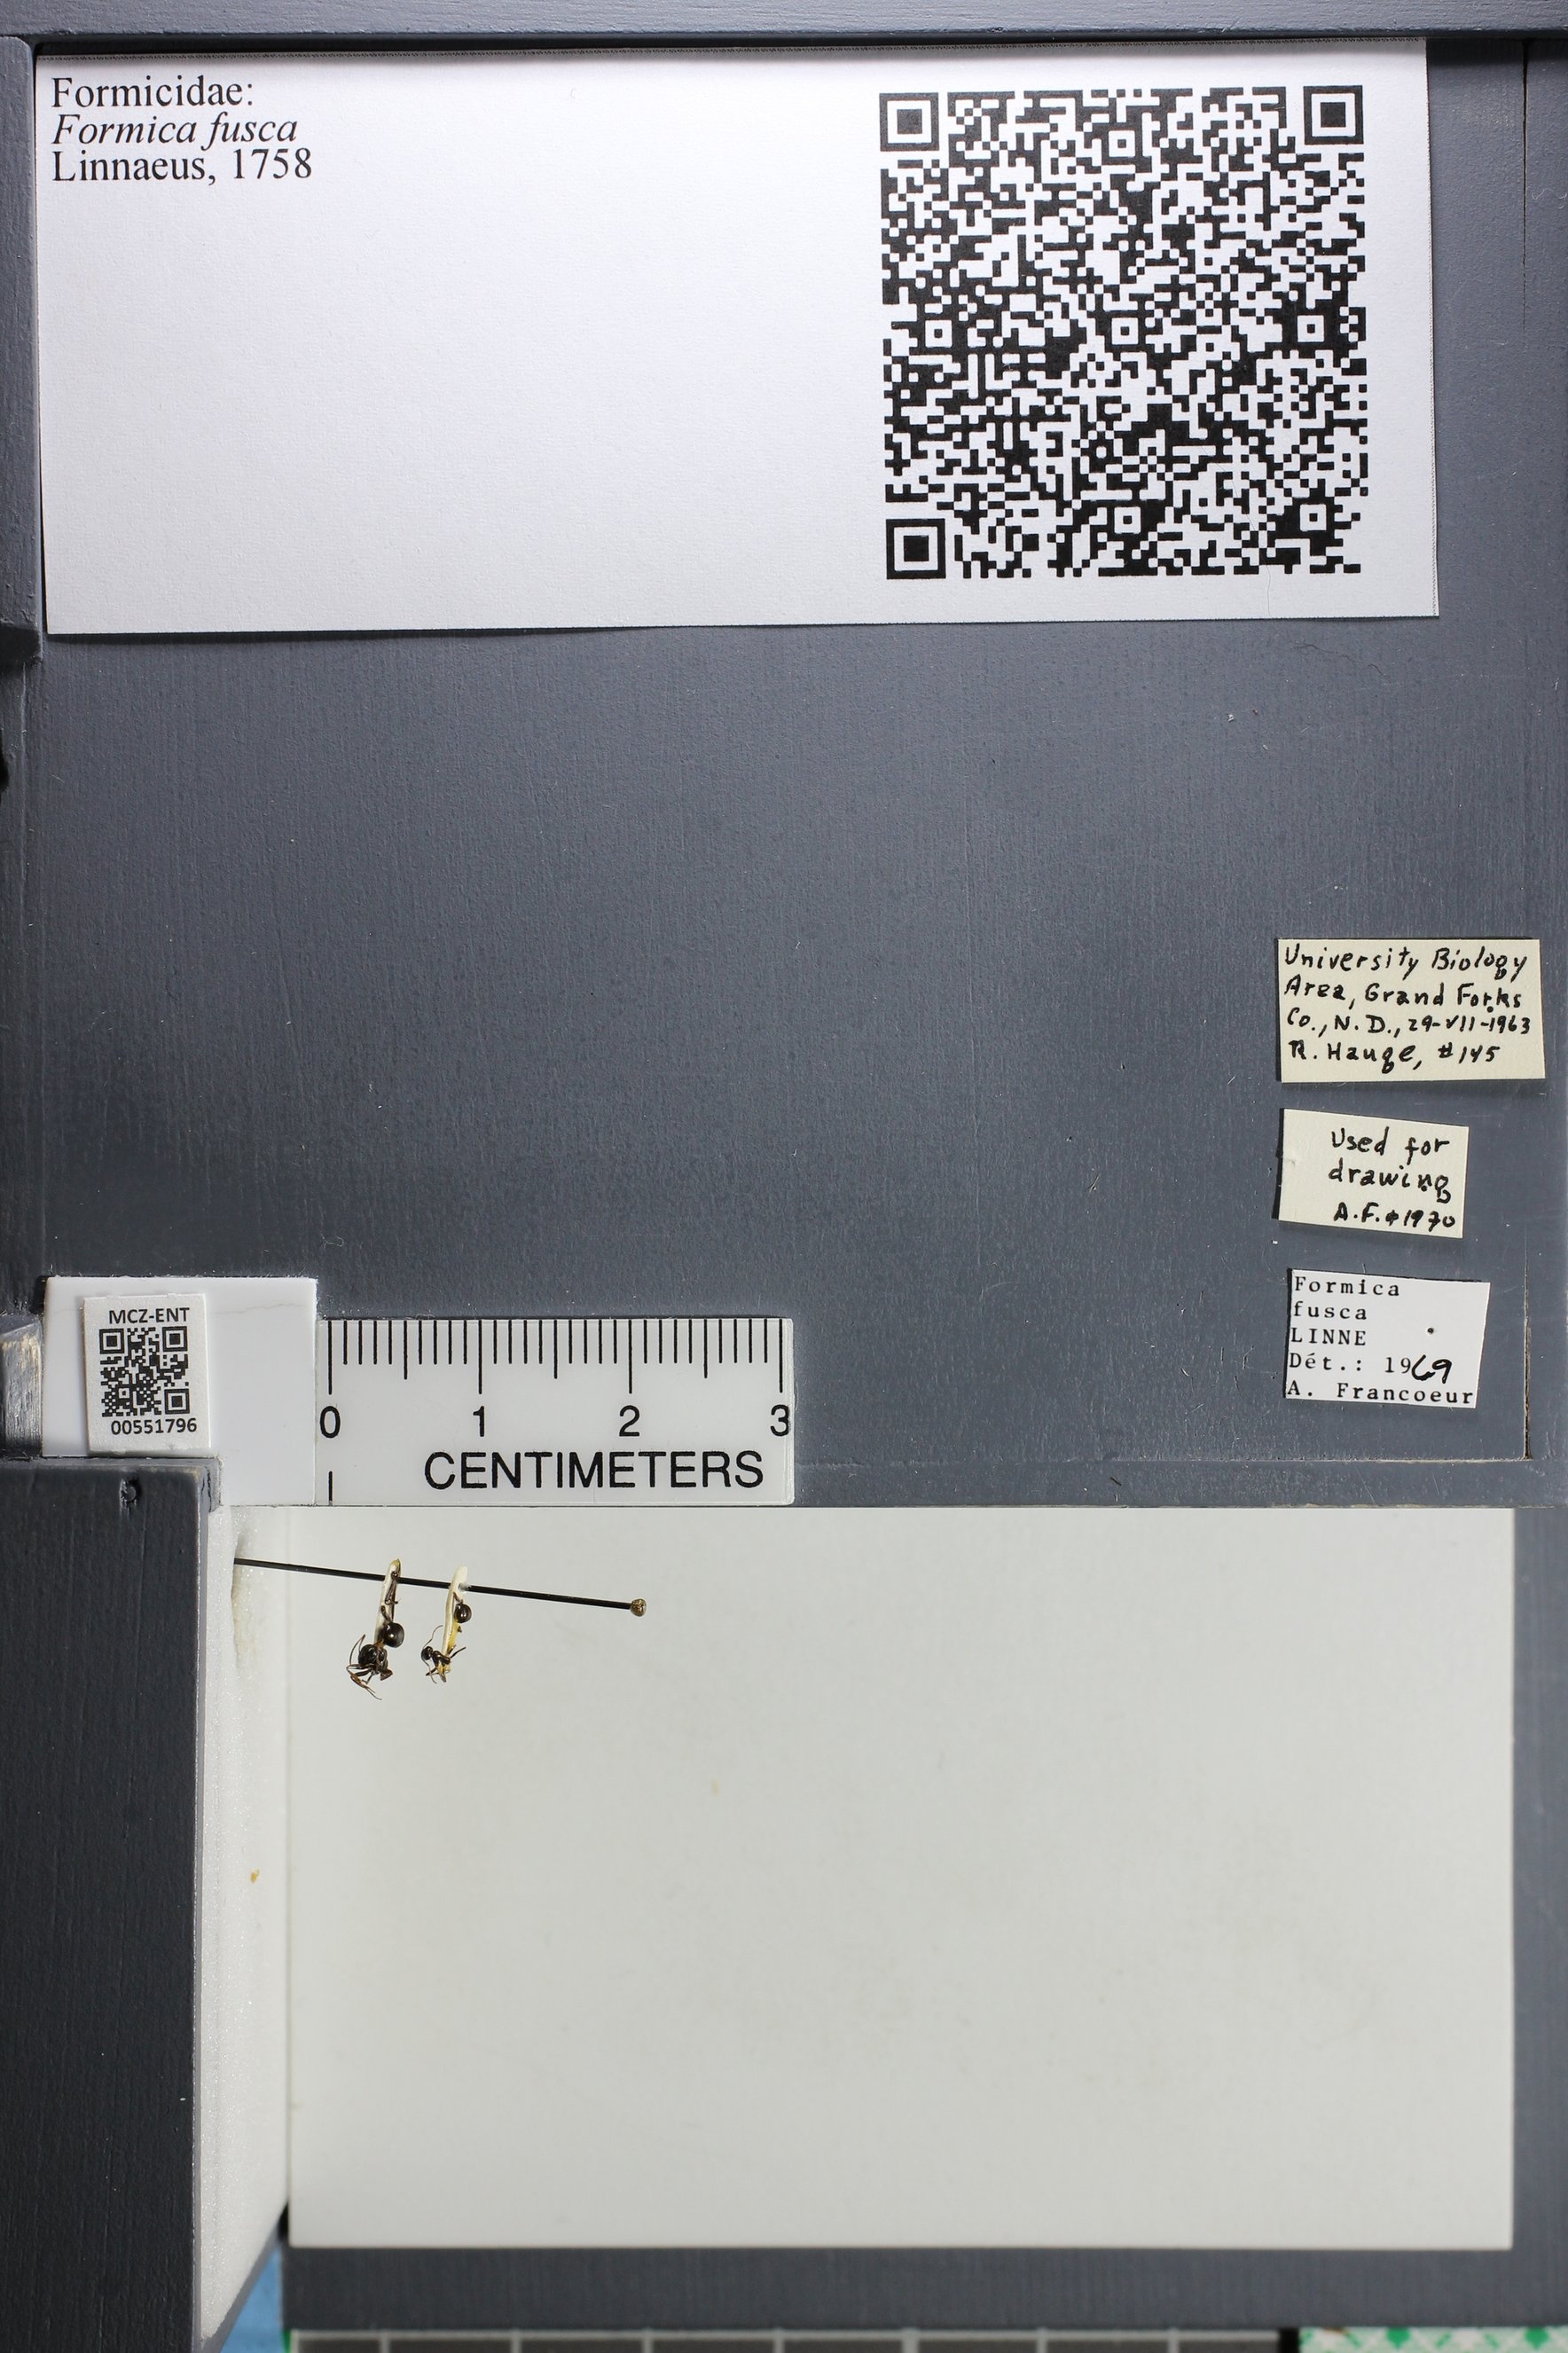 Formicidae:
Formica fusca
Linnaeus, 1758
University Biology
Area, Grand Forks
Co., N. D., 29-VII-1963
R. Hauge, #145
Used for
drawing
A.F. 1970
Formica
fusca
LINNE
Dét.: 1969
A. Francoeur
MCZ-ENT
00551796
0 1 2 3
CENTIMETERS